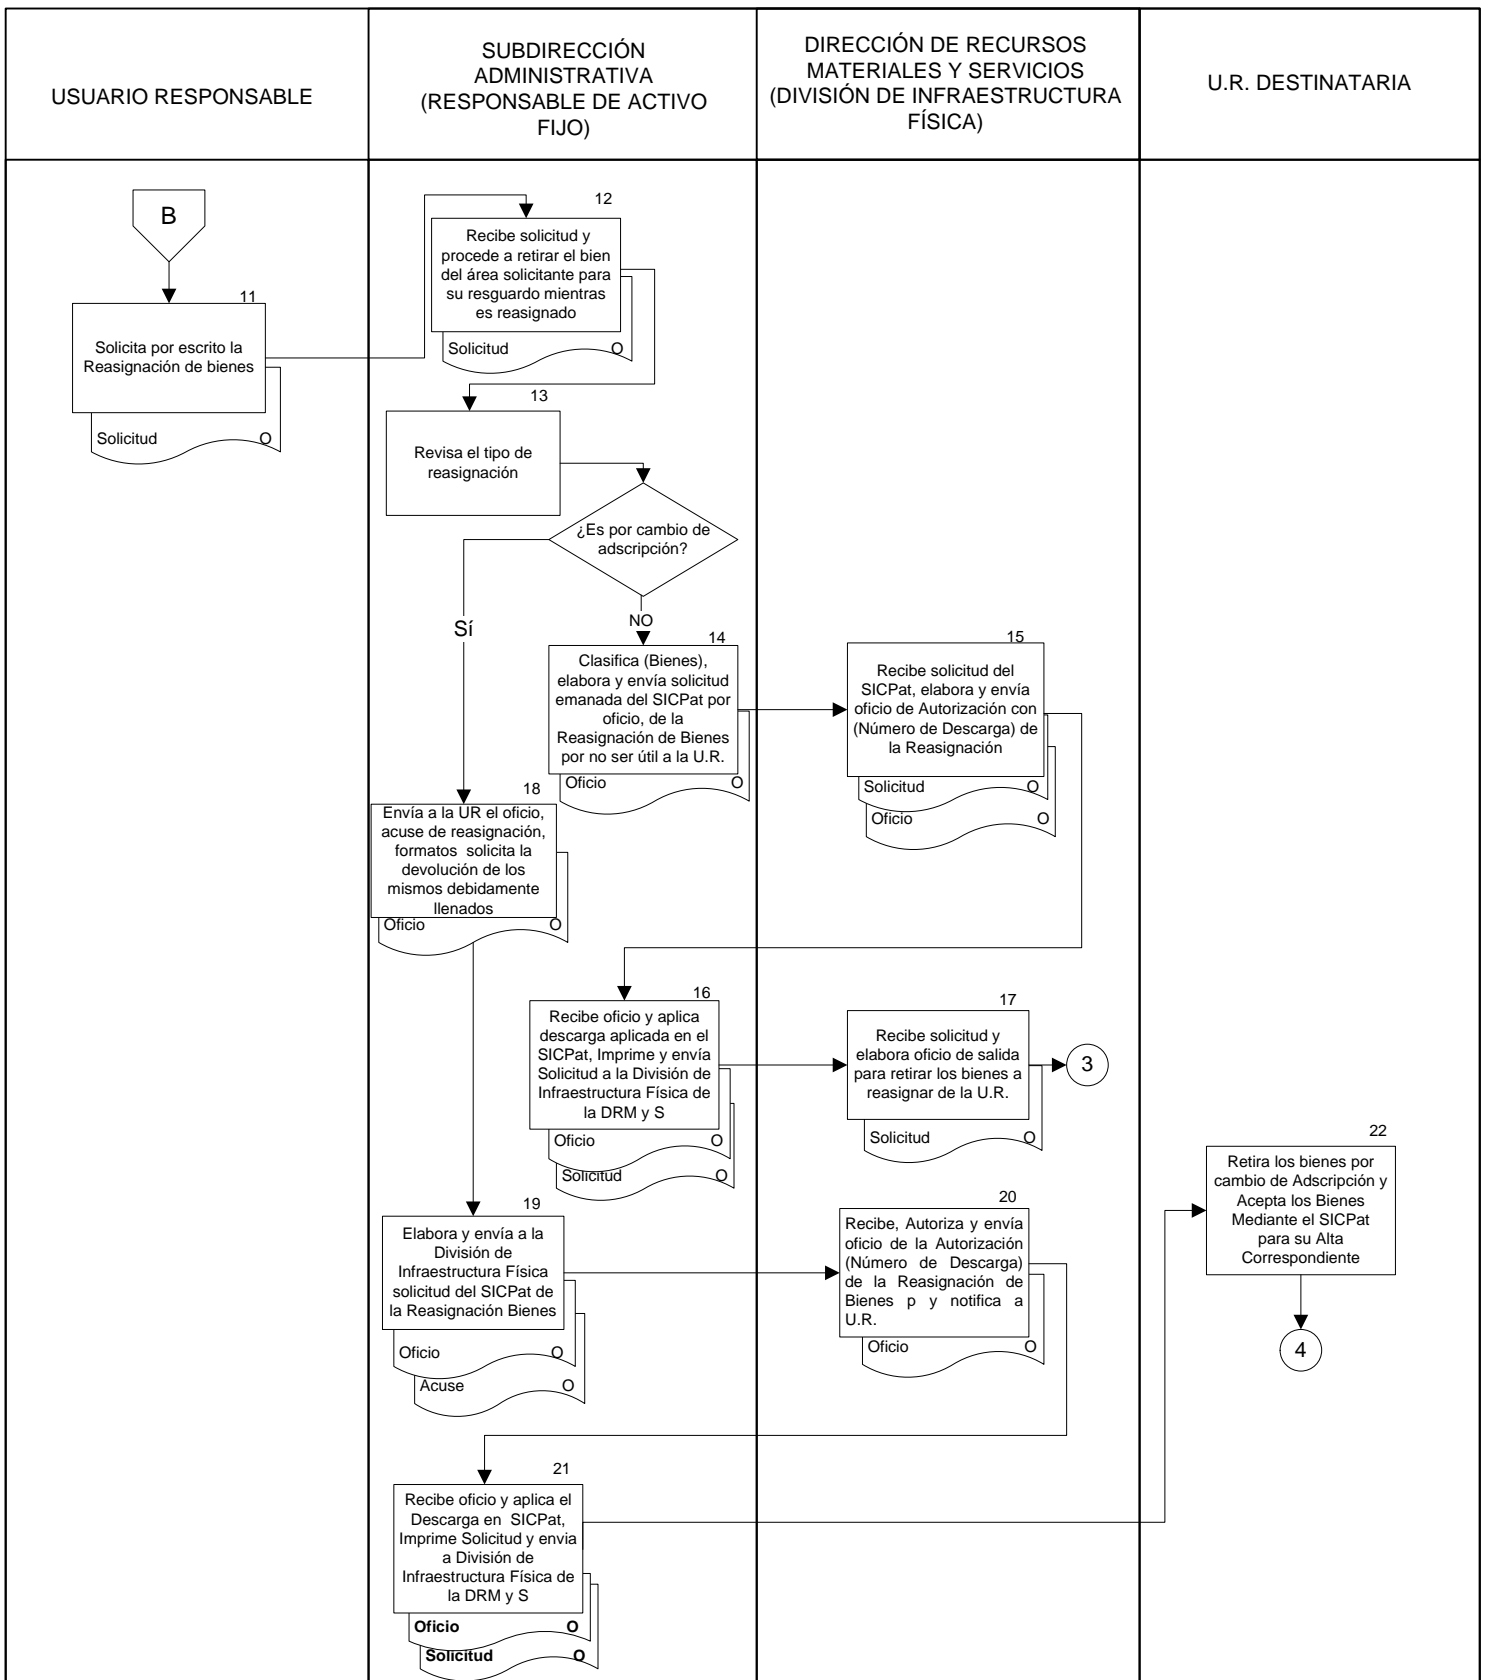 USUARIO RESPONSABLE
SUBDIRECCIÓN
ADMINISTRATIVA
(RESPONSABLE DE ACTIVO
FIJO)
DIRECCIÓN DE RECURSOS
MATERIALES Y SERVICIOS
(DIVISIÓN DE INFRAESTRUCTURA
FÍSICA)
U.R. DESTINATARIA
B
11
Solicita por escrito la
Reasignación de bienes
Solicitud O
12
Recibe solicitud y
procede a retirar el bien
del área solicitante para
su resguardo mientras
es reasignado
Solicitud O
13
Revisa el tipo de
reasignación
¿Es por cambio de
adscripción?
Sí
NO
14
Clasifica (Bienes),
elabora y envía solicitud
emanada del SICPat por
oficio, de la
Reasignación de Bienes
por no ser útil a la U.R.
Oficio O
15
Recibe solicitud del
SICPat, elabora y envía
oficio de Autorización con
(Número de Descarga) de
la Reasignación
Solicitud O
Oficio O
18
Envía a la UR el oficio,
acuse de reasignación,
formatos solicita la
devolución de los
mismos debidamente
llenados
Oficio O
16
Recibe oficio y aplica
descarga aplicada en el
SICPat, Imprime y envía
Solicitud a la División de
Infraestructura Física de
la DRM y S
Oficio O
Solicitud O
17
Recibe solicitud y
elabora oficio de salida
para retirar los bienes a
reasignar de la U.R.
Solicitud O
3
19
Elabora y envía a la
División de
Infraestructura Física
solicitud del SICPat de
la Reasignación Bienes
Oficio O
Acuse O
20
Recibe, Autoriza y envía
oficio de la Autorización
(Número de Descarga)
de la Reasignación de
Bienes p y notifica a
U.R.
Oficio O
21
Recibe oficio y aplica el
Descarga en SICPat,
Imprime Solicitud y envia
a División de
Infraestructura Física de
la DRM y S
Oficio O
Solicitud O
22
Retira los bienes por
cambio de Adscripción y
Acepta los Bienes
Mediante el SICPat
para su Alta
Correspondiente
4